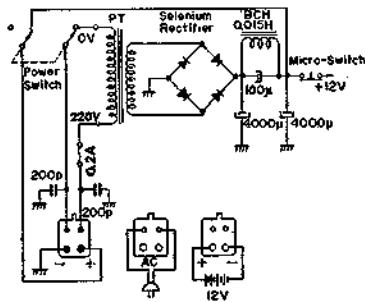 Selenium
Rectifier
PT
BCH
0.015H
0V
Power
Switch
Micro-Switch
+12V
100μ
4000μ
4000μ
220V
0.2A
200p
200p
- +
AC
+ -
12V